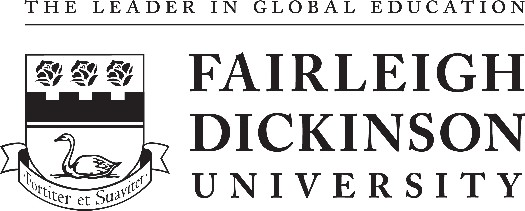 THE LEADER IN GLOBAL EDUCATION
FAIRLEIGH
DICKINSON
UNIVERSITY
Fortiter et Suaviter